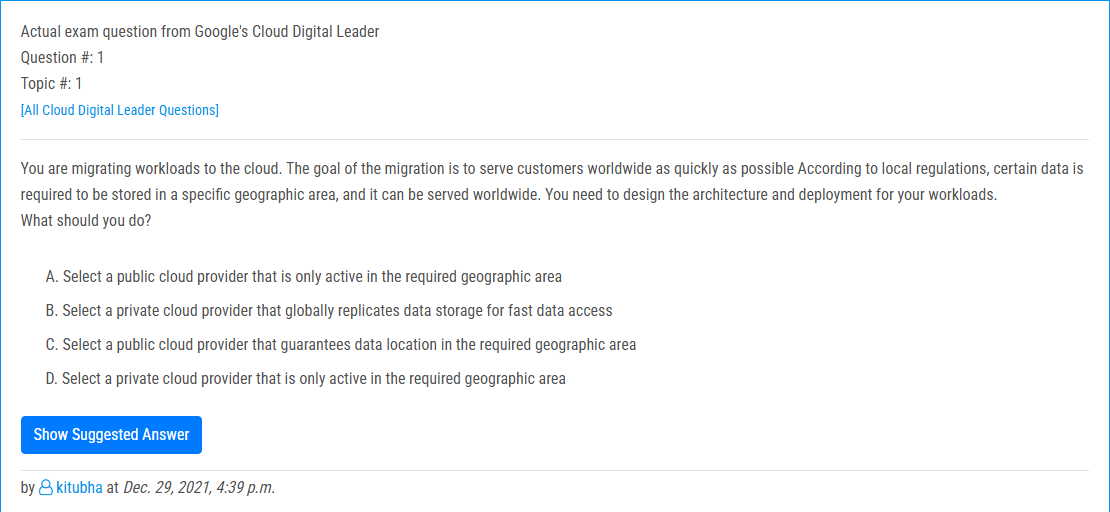 Actual exam question from Google's Cloud Digital Leader
Question #: 1
Topic #: 1
[All Cloud Digital Leader Questions]
You are migrating workloads to the cloud. The goal of the migration is to serve customers worldwide as quickly as possible According to local regulations, certain data is
required to be stored in a specific geographic area, and it can be served worldwide. You need to design the architecture and deployment for your workloads.
What should you do?
A. Select a public cloud provider that is only active in the required geographic area
B. Select a private cloud provider that globally replicates data storage for fast data access
C. Select a public cloud provider that guarantees data location in the required geographic area
D. Select a private cloud provider that is only active in the required geographic area
Show Suggested Answer
by kitubha at Dec. 29, 2021, 4:39 p.m.